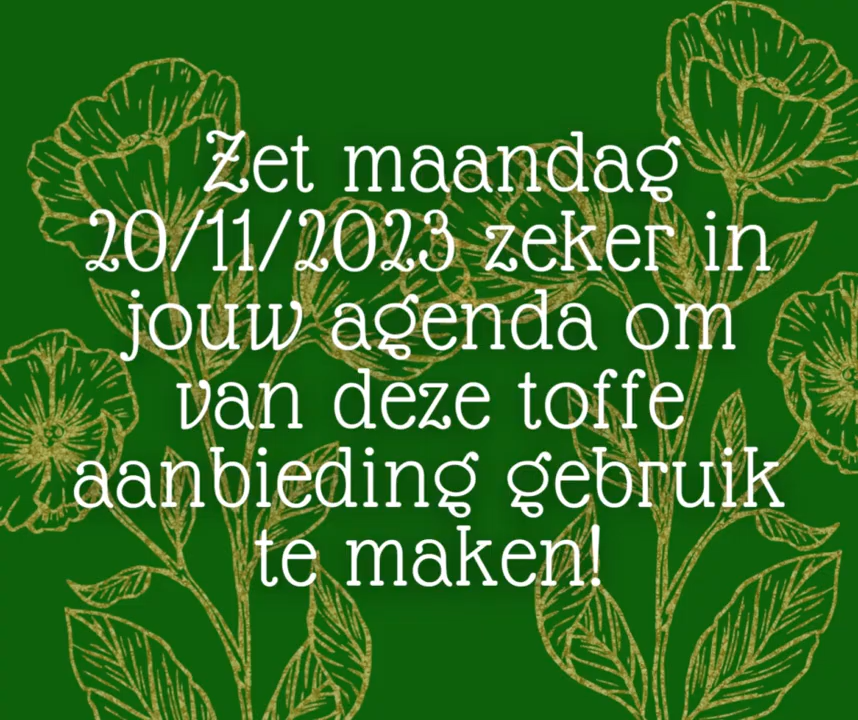 Zet maandag
20/11/2023 zeker in
jouw agenda om
van deze toffe
aanbieding gebruik
te maken!